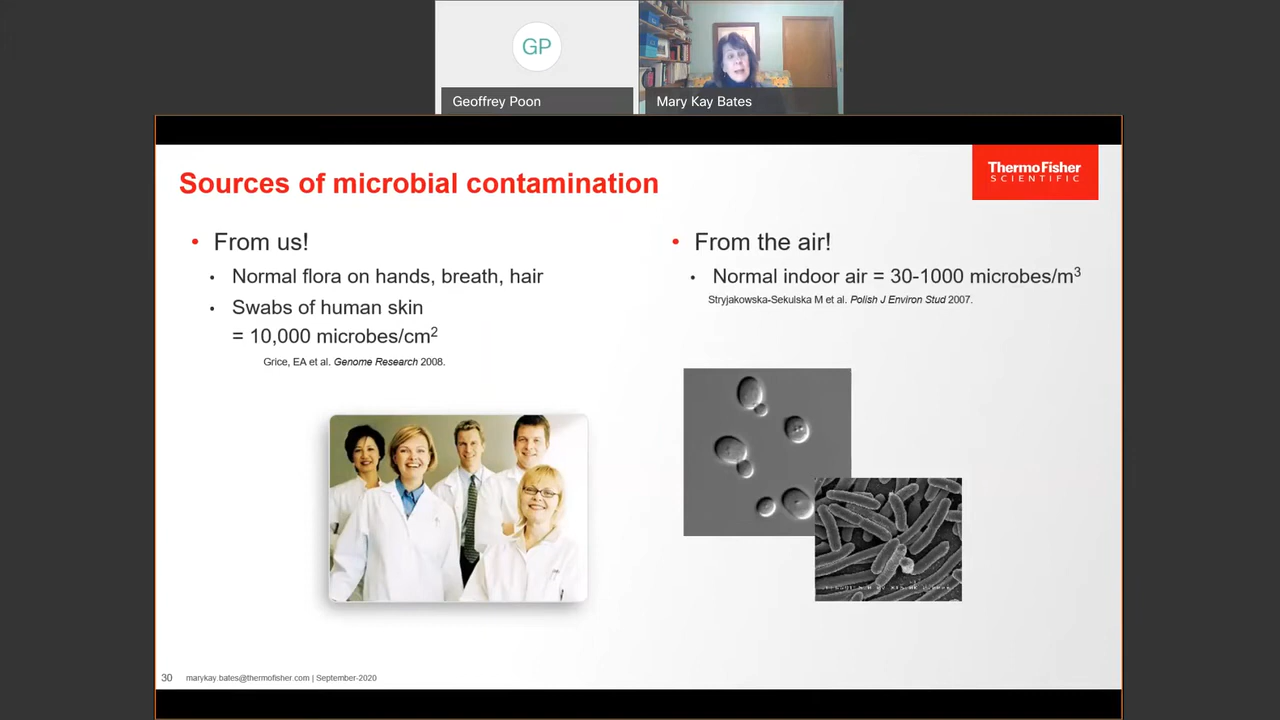 GP
Geoffrey Poon
Mary Kay Bates
ThermoFisher
SCIENTIFIC
Sources of microbial contamination
• From us!
• Normal flora on hands, breath, hair
• Swabs of human skin
= 10,000 microbes/cm²
Grice, EA et al. Genome Research 2008.
• From the air!
• Normal indoor air = 30-1000 microbes/m³
Stryjakowska-Sekulska M et al. Polish J Environ Stud 2007.
30 marykay.bates@thermofisher.com | September-2020